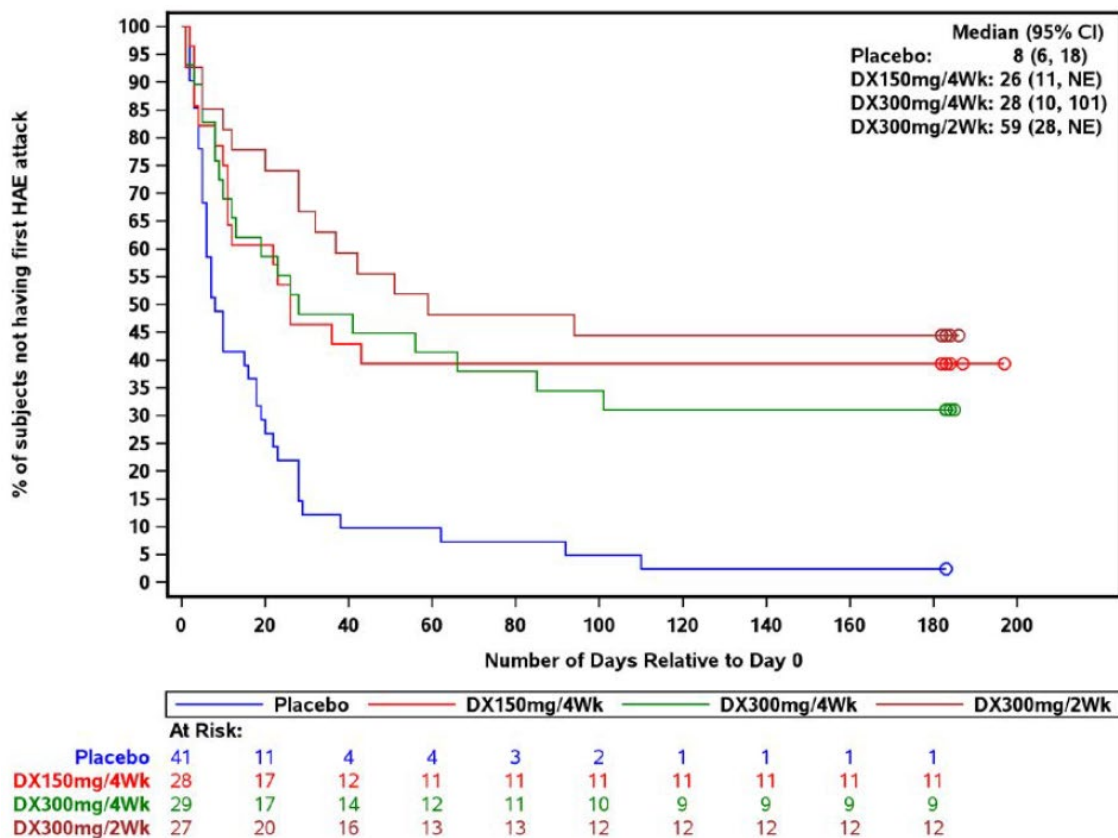 % of subjects not having first HAE attack
100
95
90
85
80
75
70
65
60
55
50
45
40
35
30
25
20
15
10
5
0
Median (95% CI)
Placebo: 8 (6, 18)
DX150mg/4Wk: 26 (11, NE)
DX300mg/4Wk: 28 (10, 101)
DX300mg/2Wk: 59 (28, NE)
0 20 40 60 80 100 120 140 160 180 200
Number of Days Relative to Day 0
Placebo DX150mg/4Wk DX300mg/4Wk DX300mg/2Wk
At Risk:
Placebo 41 11 4 4 3 2 1 1 1 1
DX150mg/4Wk 28 17 12 11 11 11 11 11 11 11
DX300mg/4Wk 29 17 14 12 11 10 9 9 9 9
DX300mg/2Wk 27 20 16 13 13 12 12 12 12 12